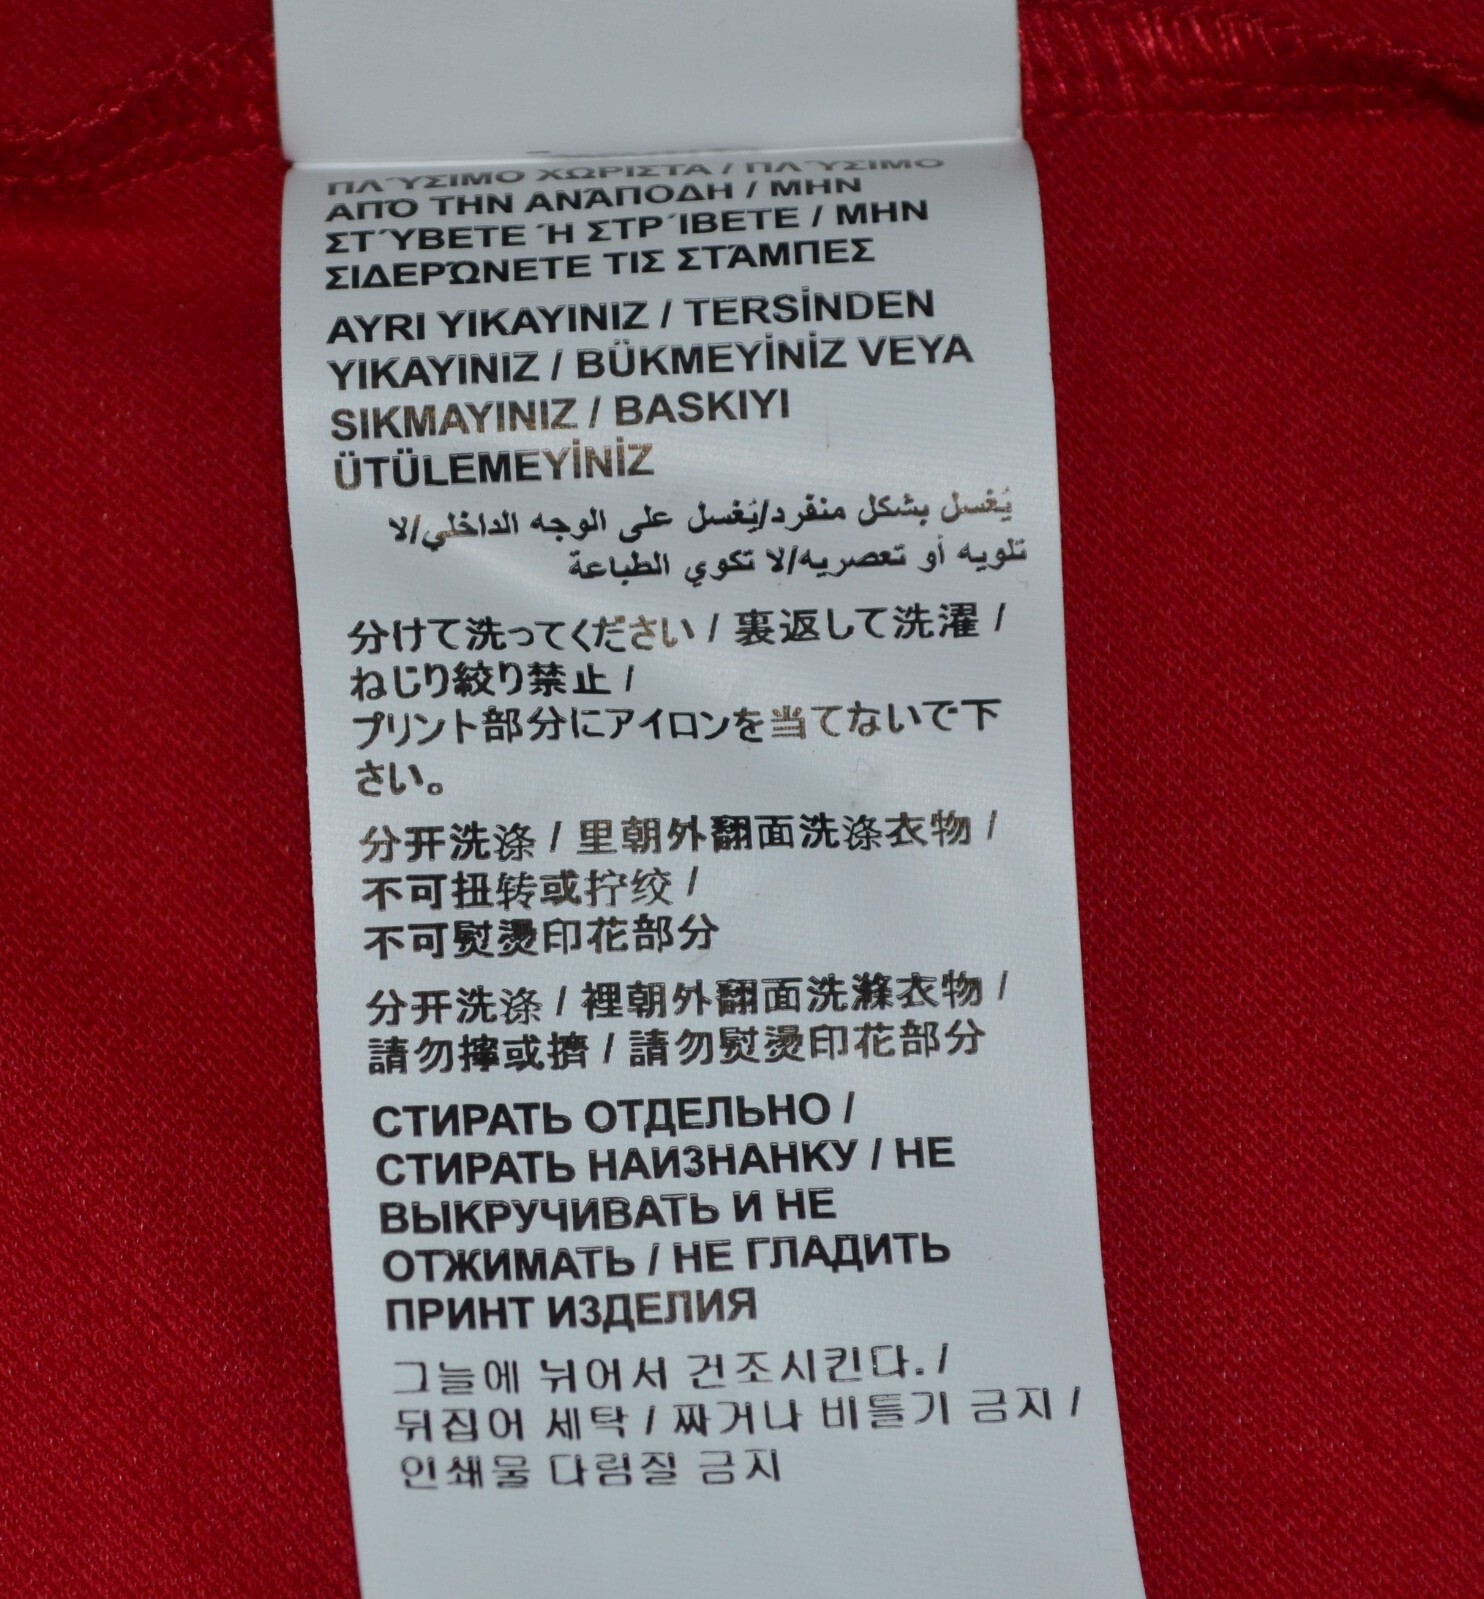 ΠΛΎΣΙΜΟ ΧΩΡΙΣΤΑ / ΠΛΎΣΙΜΟ
ΑΠΌ ΤΗΝ ΑΝΆΠΟΔΗ / ΜΗΝ
ΣΤΎΒΕΤΕ Ή ΣΤΡΊΒΕΤΕ / ΜΗΝ
ΣΙΔΕΡΏΝΕΤΕ ΤΙΣ ΣΤΆΜΠΕΣ
AYRI YIKAYINIZ / TERSİNDEN
YIKAYINIZ / BÜKMEYİNİZ VEYA
SIKMAYINIZ / BASKIYI
ÜTÜLEMEYİNİZ
يُغسل بشكل منفرد/يُغسل على الوجه الداخلي/لا
تلويه أو تعصريه/لا تكوي الطباعة
分けて洗ってください / 裏返して洗濯 /
ねじり絞り禁止 /
プリント部分にアイロンを当てないで下
さい。
分开洗涤 / 里朝外翻面洗涤衣物 /
不可扭转或拧绞 /
不可熨烫印花部分
分开洗涤 / 裡朝外翻面洗滌衣物 /
請勿擰或擠 / 請勿熨燙印花部分
СТИРАТЬ ОТДЕЛЬНО /
СТИРАТЬ НАИЗНАНКУ / НЕ
ВЫКРУЧИВАТЬ И НЕ
ОТЖИМАТЬ / НЕ ГЛАДИТЬ
ПРИНТ ИЗДЕЛИЯ
그늘에 뉘어서 건조시킨다. /
뒤집어 세탁 / 짜거나 비틀기 금지 /
인쇄물 다림질 금지